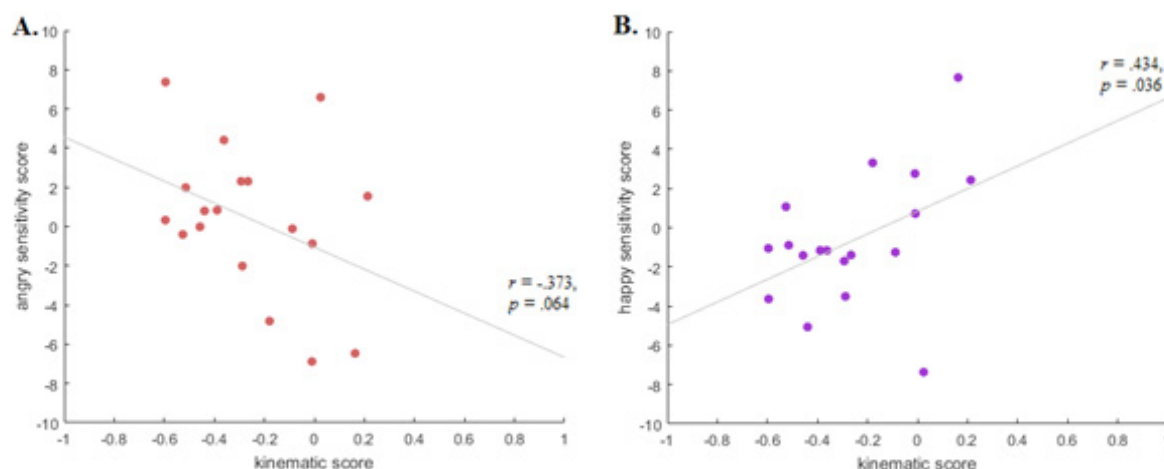 A.
10
8
6
4
2
0
-2
-4
-6
-8
-10
angry sensitivity score
r = -.373,
p = .064
-1 -0.8 -0.6 -0.4 -0.2 0 0.2 0.4 0.6 0.8 1
kinematic score
B.
10
8
6
4
2
0
-2
-4
-6
-8
-10
happy sensitivity score
r = .434,
p = .036
-1 -0.8 -0.6 -0.4 -0.2 0 0.2 0.4 0.6 0.8 1
kinematic score